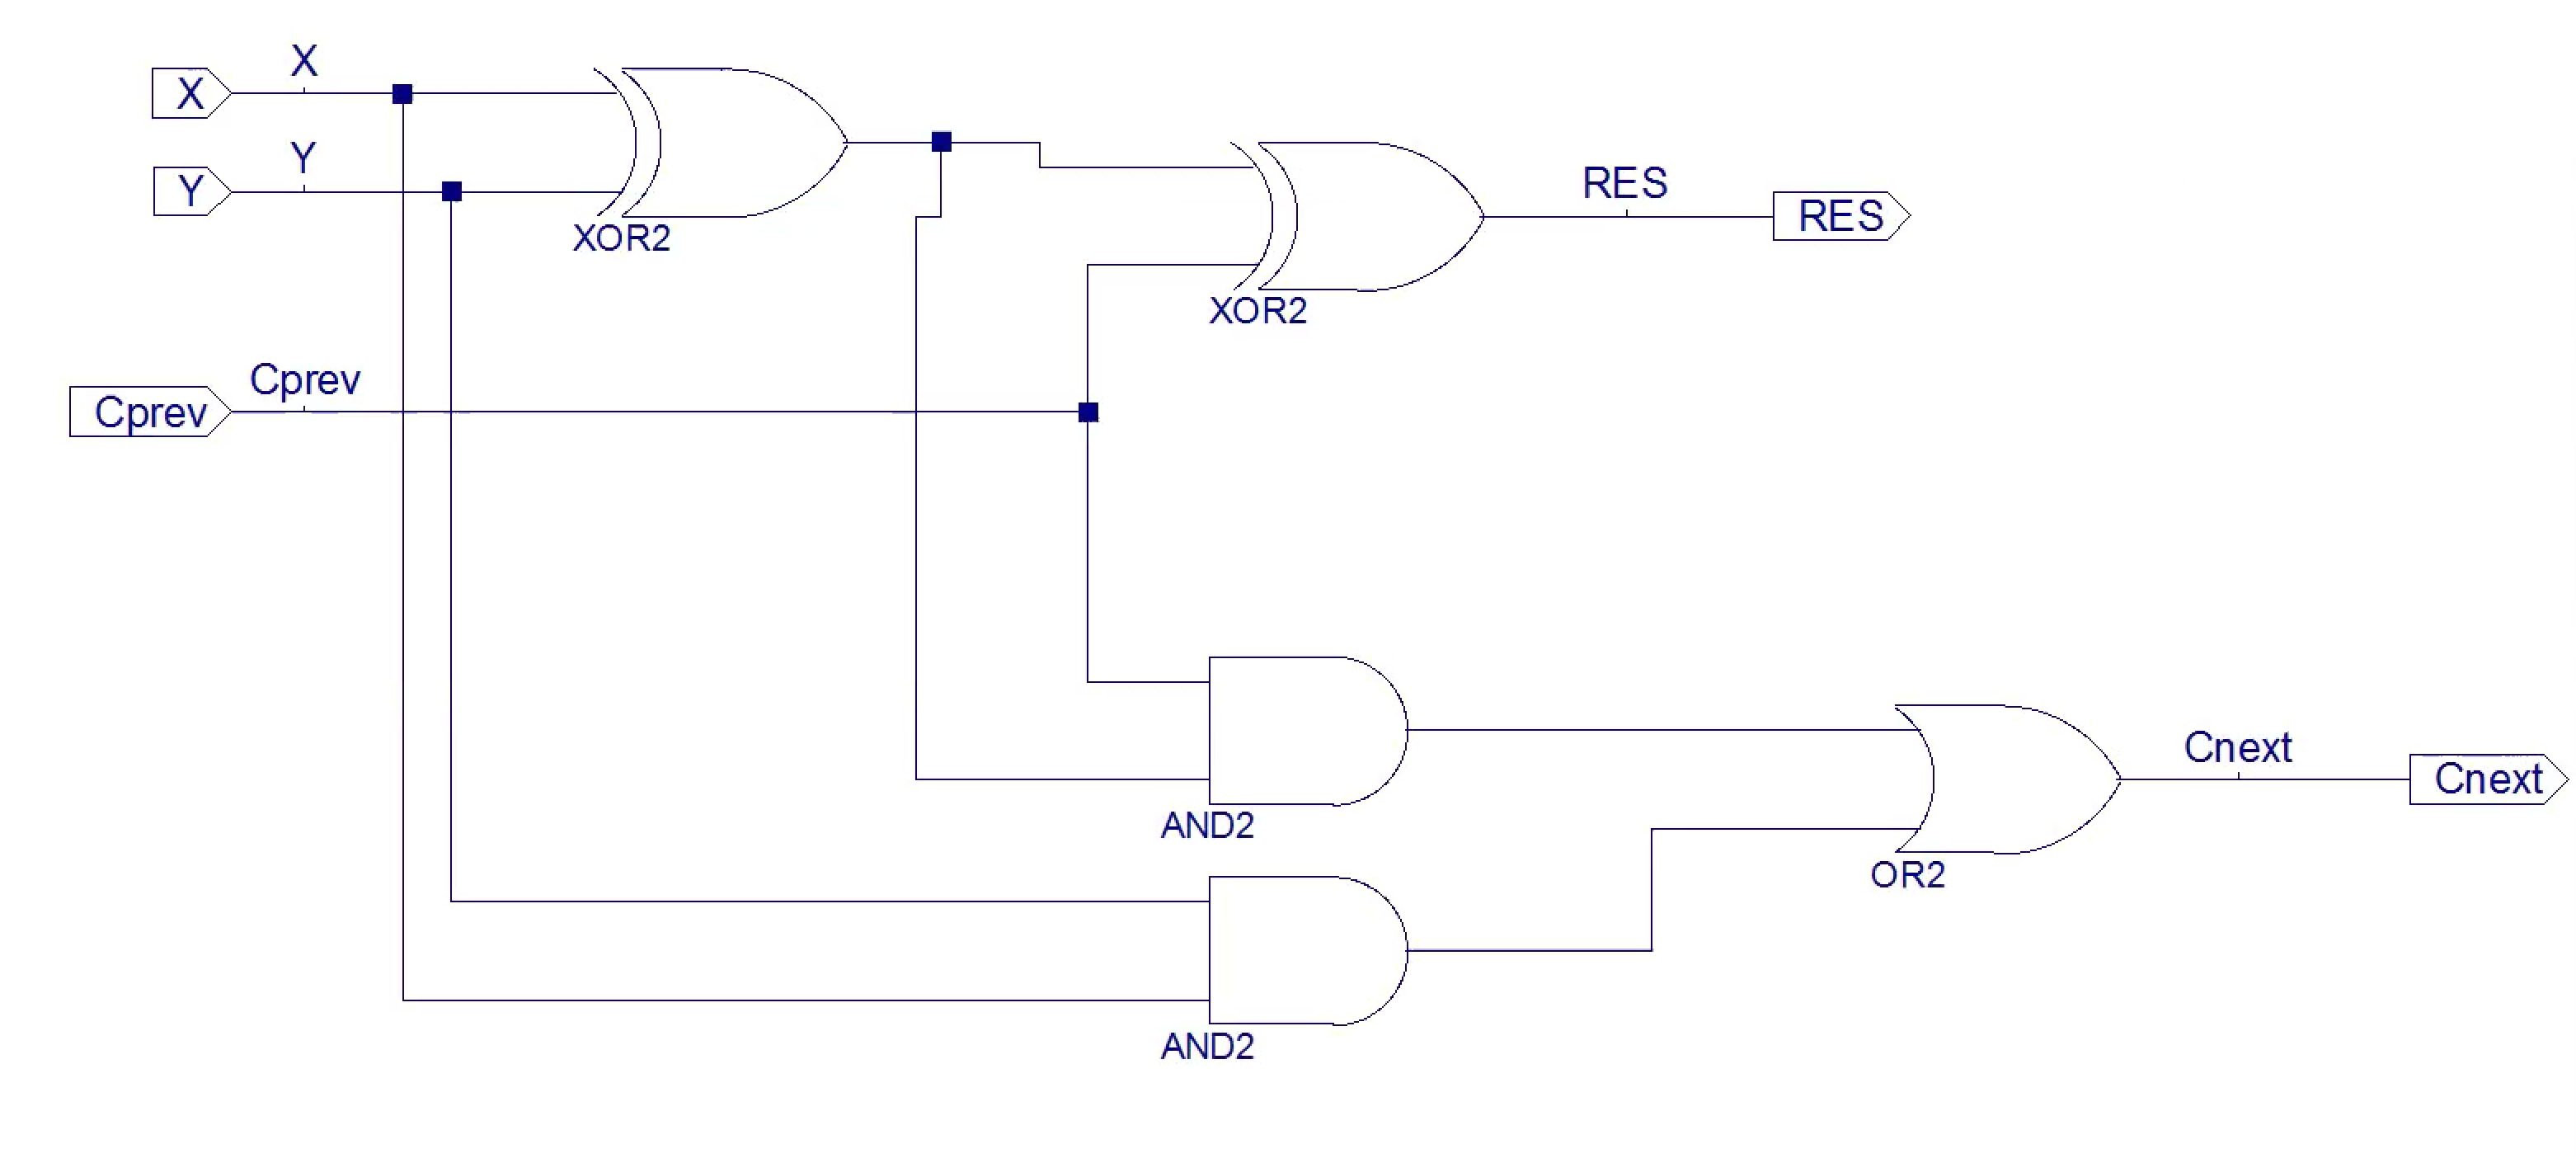 X
X
Y
Y
XOR2
RES
RES
XOR2
Cprev
Cprev
AND2
Cnext
Cnext
OR2
AND2